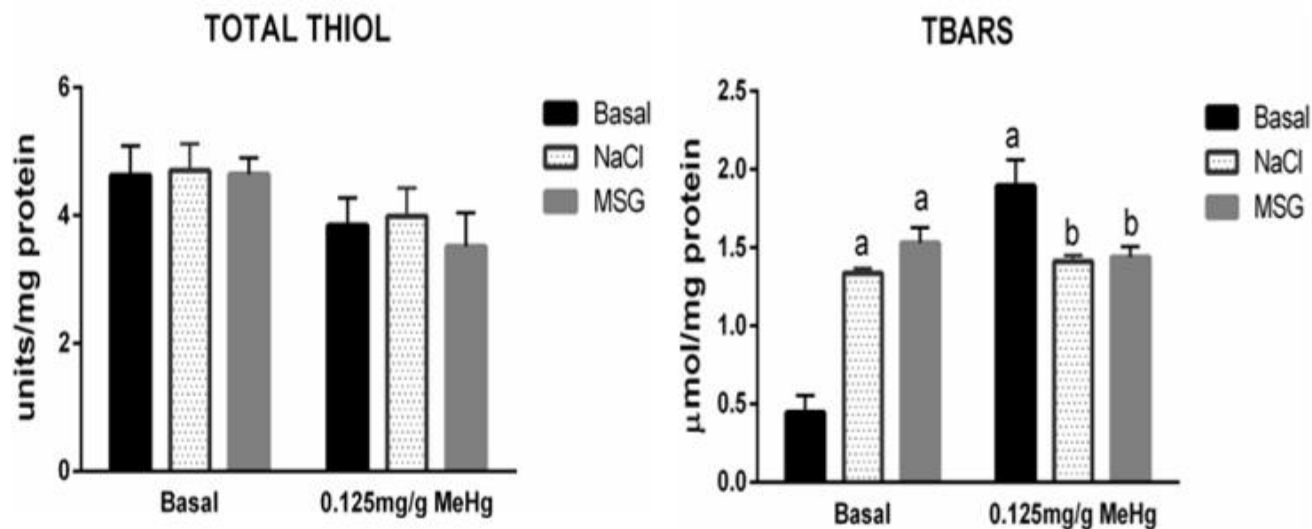 TOTAL THIOL
units/mg protein
6
4
2
0
Basal
NaCl
MSG
Basal
0.125mg/g MeHg
TBARS
μmol/mg protein
2.5
2.0
1.5
1.0
0.5
0.0
a
a
a
b
b
Basal
NaCl
MSG
Basal
0.125mg/g MeHg